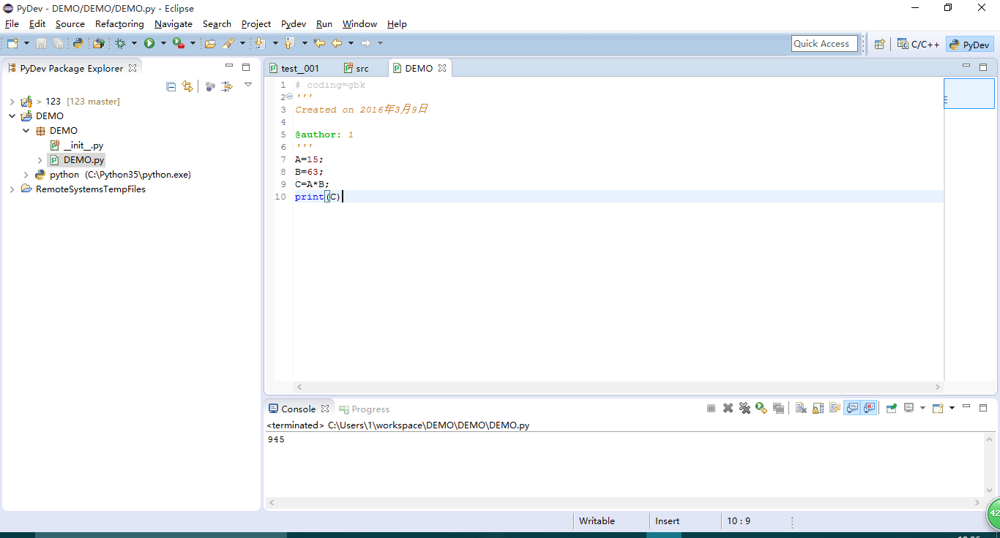 PyDev - DEMO/DEMO/DEMO.py - Eclipse
File Edit Source Refactoring Navigate Search Project Pydev Run Window Help
Quick Access C/C++ PyDev
PyDev Package Explorer
> 123 [123 master]
DEMO
DEMO
__init__.py
DEMO.py
python (C:\Python35\python.exe)
RemoteSystemsTempFiles
test_001 src DEMO
1 # coding=gbk
2 '''
3 Created on 2016年3月9日
4
5 @author: 1
6 '''
7 A=15;
8 B=63;
9 C=A*B;
10 print(C)
Console Progress
<terminated> C:\Users\1\workspace\DEMO\DEMO\DEMO.py
945
Writable Insert 10 : 9
42